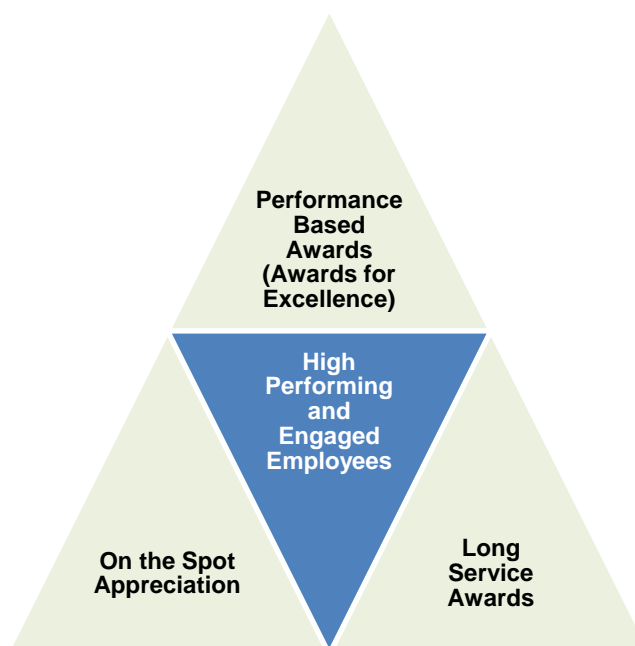 Performance
Based
Awards
(Awards for
Excellence)
High
Performing
and
Engaged
Employees
On the Spot
Appreciation
Long
Service
Awards